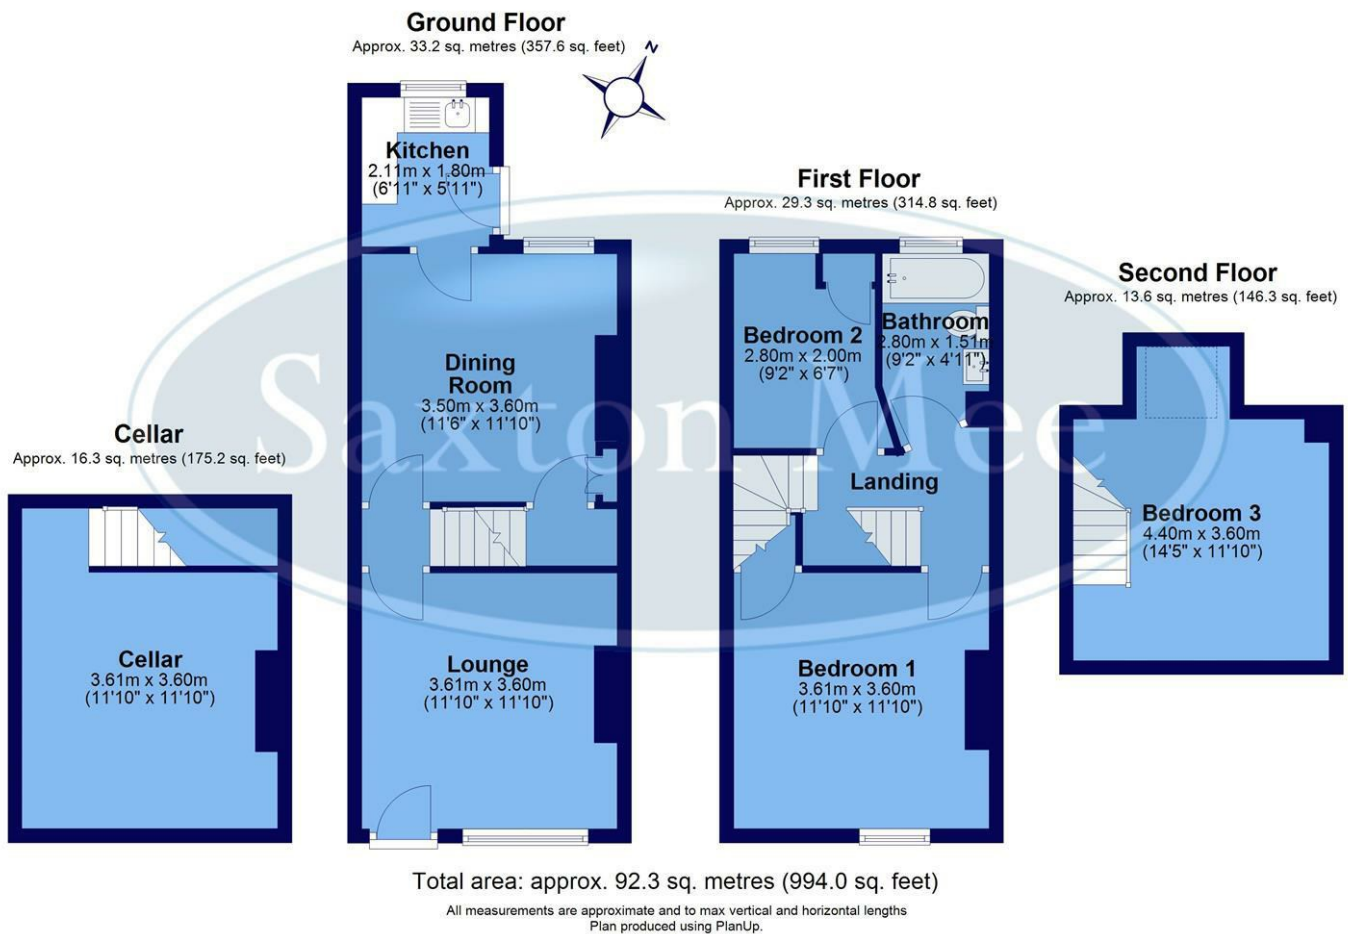 Ground Floor
Approx. 33.2 sq. metres (357.6 sq. feet)
N
Kitchen
2.11m x 1.80m
(6'11" x 5'11")
Dining
Room
3.50m x 3.60m
(11'6" x 11'10")
Lounge
3.61m x 3.60m
(11'10" x 11'10")
First Floor
Approx. 29.3 sq. metres (314.8 sq. feet)
Bedroom 2
2.80m x 2.00m
(9'2" x 6'7")
Bathroom
2.80m x 1.51m
(9'2" x 4'11")
Landing
Bedroom 1
3.61m x 3.60m
(11'10" x 11'10")
Second Floor
Approx. 13.6 sq. metres (146.3 sq. feet)
Bedroom 3
4.40m x 3.60m
(14'5" x 11'10")
Cellar
Approx. 16.3 sq. metres (175.2 sq. feet)
Cellar
3.61m x 3.60m
(11'10" x 11'10")
Saxton Mee
Total area: approx. 92.3 sq. metres (994.0 sq. feet)
All measurements are approximate and to max vertical and horizontal lengths
Plan produced using PlanUp.